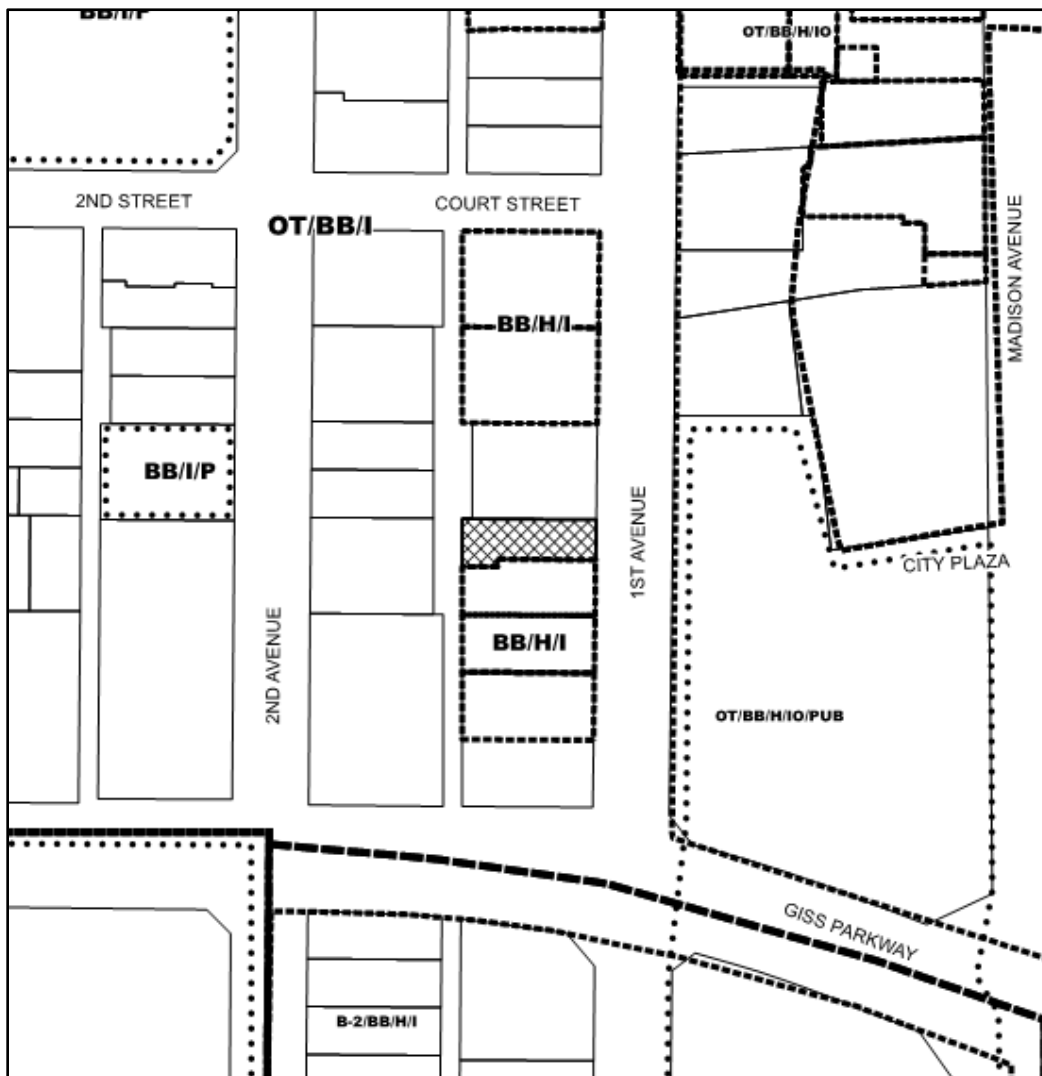 BB/I/P
OT/BB/H/IO
2ND STREET
COURT STREET
OT/BB/I
MADISON AVENUE
BB/H/I
BB/I/P
1ST AVENUE
CITY PLAZA
BB/H/I
2ND AVENUE
OT/BB/H/IO/PUB
GISS PARKWAY
B-2/BB/H/I